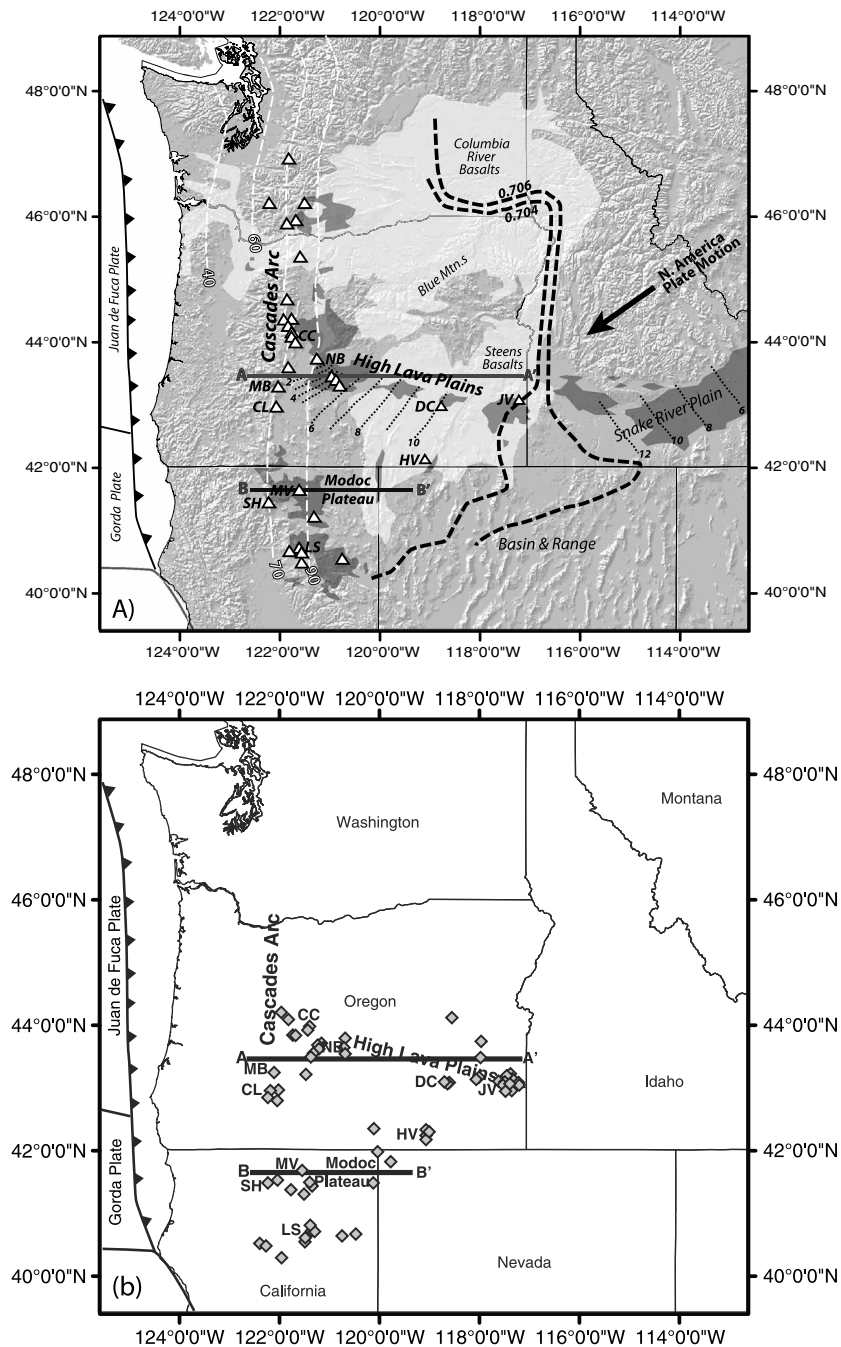 124°0'0"W 122°0'0"W 120°0'0"W 118°0'0"W 116°0'0"W 114°0'0"W
48°0'0"N
48°0'0"N
46°0'0"N
46°0'0"N
44°0'0"N
44°0'0"N
42°0'0"N
42°0'0"N
40°0'0"N
40°0'0"N
Juan de Fuca Plate
Gorda Plate
Columbia
River
Basalts
0.706
0.704
40
60
Cascades Arc
Blue Mtn.s
N. America
Plate Motion
CC
NB
High Lava Plains
Steens
Basalts
A
A'
MB
2
4
6
8
10
CL
DC
JV
HV
Snake River Plain
6
8
10
12
B
B'
MV
Modoc
Plateau
SH
LS
70
90
Basin & Range
A)
124°0'0"W 122°0'0"W 120°0'0"W 118°0'0"W 116°0'0"W 114°0'0"W
124°0'0"W 122°0'0"W 120°0'0"W 118°0'0"W 116°0'0"W 114°0'0"W
48°0'0"N
48°0'0"N
46°0'0"N
46°0'0"N
44°0'0"N
44°0'0"N
42°0'0"N
42°0'0"N
40°0'0"N
40°0'0"N
Juan de Fuca Plate
Gorda Plate
Washington
Montana
Cascades Arc
Oregon
CC
NB
High Lava Plains
A
A'
MB
CL
DC
JV
Idaho
HV
B
B'
MV
Modoc
Plateau
SH
LS
Nevada
California
(b)
124°0'0"W 122°0'0"W 120°0'0"W 118°0'0"W 116°0'0"W 114°0'0"W